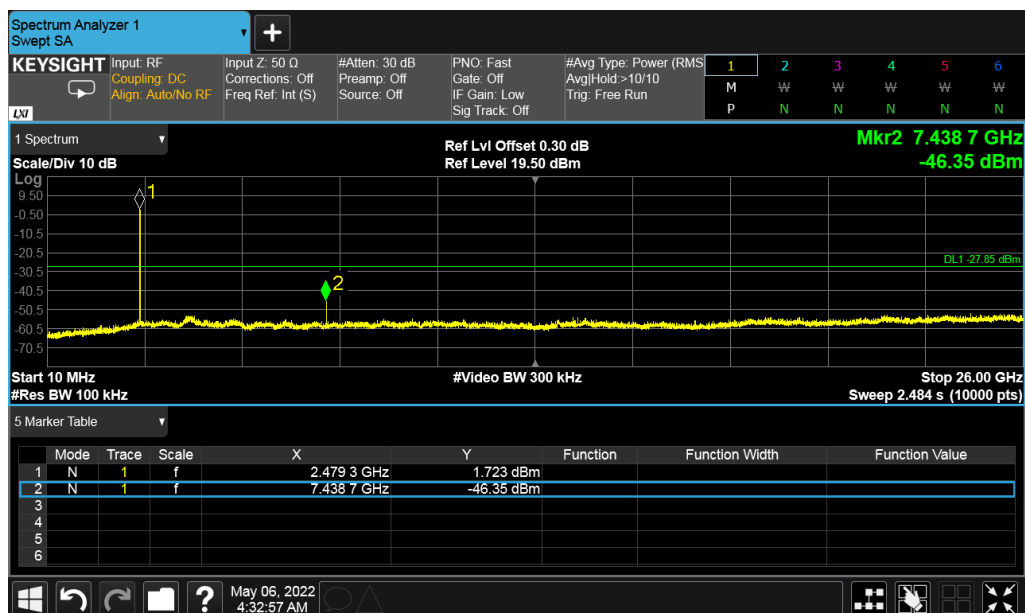 Spectrum Analyzer 1
Swept SA
+
KEYSIGHT
LXI
Input: RF
Coupling: DC
Align: Auto/No RF
Input Z: 50 Ω
Corrections: Off
Freq Ref: Int (S)
#Atten: 30 dB
Preamp: Off
Source: Off
PNO: Fast
Gate: Off
IF Gain: Low
Sig Track: Off
#Avg Type: Power (RMS
Avg|Hold:>10/10
Trig: Free Run
1 2 3 4 5 6
M W W W W W
P N N N N N
1 Spectrum
Scale/Div 10 dB
Ref Lvl Offset 0.30 dB
Ref Level 19.50 dBm
Mkr2 7.438 7 GHz
-46.35 dBm
Log
9.50
-0.50
-10.5
-20.5
-30.5
-40.5
-50.5
-60.5
-70.5
1
2
DL1 -27.85 dBm
Start 10 MHz
#Video BW 300 kHz
Stop 26.00 GHz
#Res BW 100 kHz
Sweep 2.484 s (10000 pts)
5 Marker Table
Mode Trace Scale X Y Function Function Width Function Value
1 N 1 f 2.479 3 GHz 1.723 dBm
2 N 1 f 7.438 7 GHz -46.35 dBm
3
4
5
6
?
May 06, 2022
4:32:57 AM